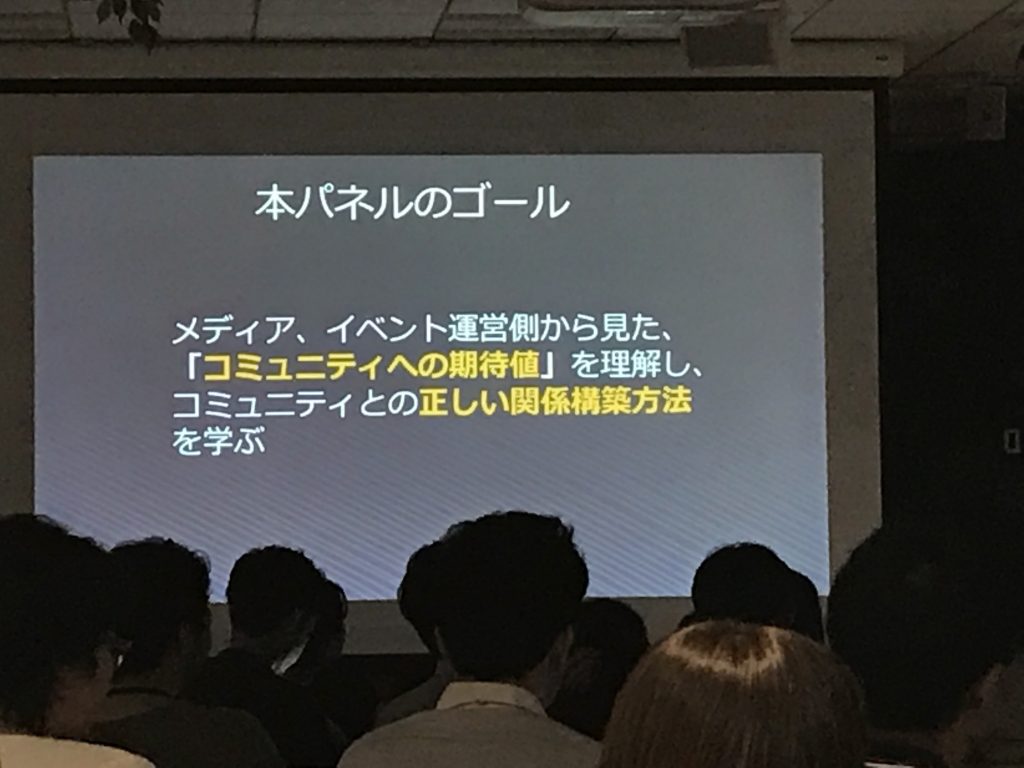 本パネルのゴール
メディア、イベント運営側から見た、
「コミュニティへの期待値」を理解し、
コミュニティとの正しい関係構築方法
を学ぶ